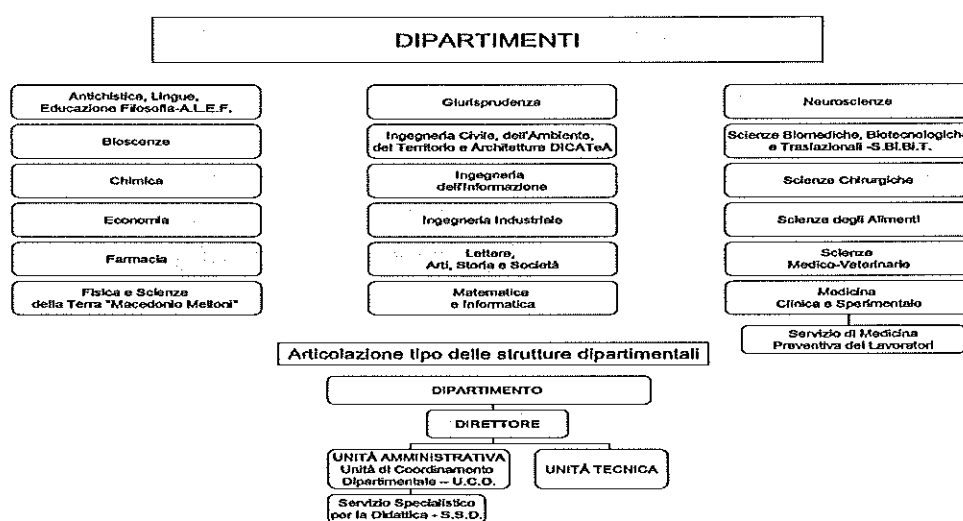 DIPARTIMENTI
Antichistica, Lingue,
Educazione Filosofia-A.L.E.F.
Bioscenze
Chimica
Economia
Farmacia
Fisica e Scienze
della Terra "Macedonio Melloni"
Giurisprudenza
Ingegneria Civile, dell'Ambiente,
del Territorio e Architettura DICATeA
Ingegneria
dell'Informazione
Ingegneria Industriale
Lettere,
Arti, Storia e Società
Matematica
e Informatica
Neuroscienze
Scienze Biomediche, Biotecnologiche
e Traslazionali -S.BI.BI.T.
Scienze Chirurgiche
Scienze degli Alimenti
Scienze
Medico-Veterinarie
Medicina
Clinica e Sperimentale
Servizio di Medicina
Preventiva dei Lavoratori
Articolazione tipo delle strutture dipartimentali
DIPARTIMENTO
DIRETTORE
UNITÀ AMMINISTRATIVA
Unità di Coordinamento
Dipartimentale – U.C.D.
Servizio Specialistico
per la Didattica - S.S.D.
UNITÀ TECNICA